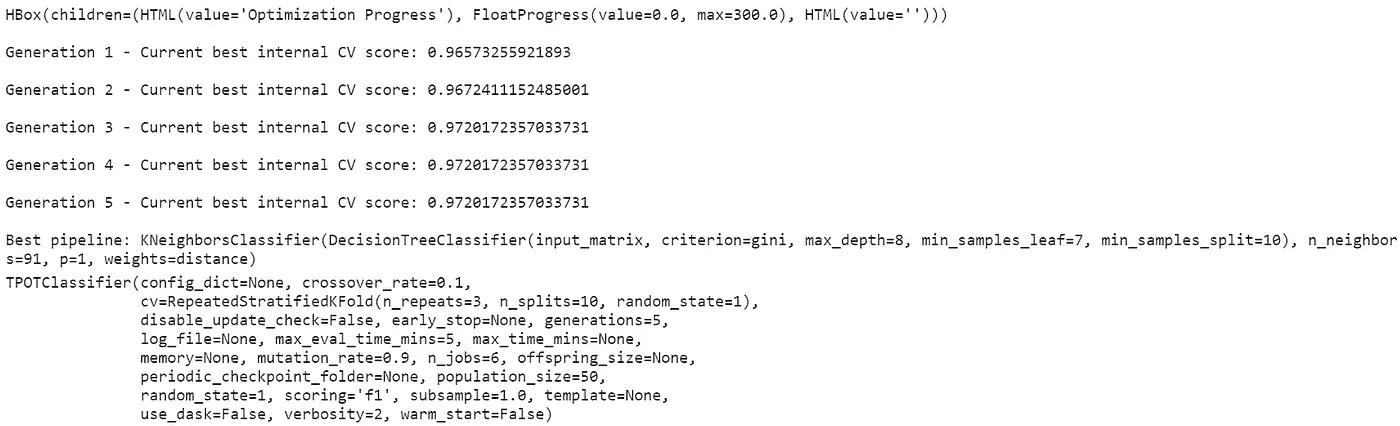 HBox(children=(HTML(value='Optimization Progress'), FloatProgress(value=0.0, max=300.0), HTML(value='')))
Generation 1 - Current best internal CV score: 0.96573255921893
Generation 2 - Current best internal CV score: 0.9672411152485001
Generation 3 - Current best internal CV score: 0.9720172357033731
Generation 4 - Current best internal CV score: 0.9720172357033731
Generation 5 - Current best internal CV score: 0.9720172357033731
Best pipeline: KNeighborsClassifier(DecisionTreeClassifier(input_matrix, criterion=gini, max_depth=8, min_samples_leaf=7, min_samples_split=10), n_neighbor
s=91, p=1, weights=distance)
TPOTClassifier(config_dict=None, crossover_rate=0.1,
cv=RepeatedStratifiedKFold(n_repeats=3, n_splits=10, random_state=1),
disable_update_check=False, early_stop=None, generations=5,
log_file=None, max_eval_time_mins=5, max_time_mins=None,
memory=None, mutation_rate=0.9, n_jobs=6, offspring_size=None,
periodic_checkpoint_folder=None, population_size=50,
random_state=1, scoring='f1', subsample=1.0, template=None,
use_dask=False, verbosity=2, warm_start=False)